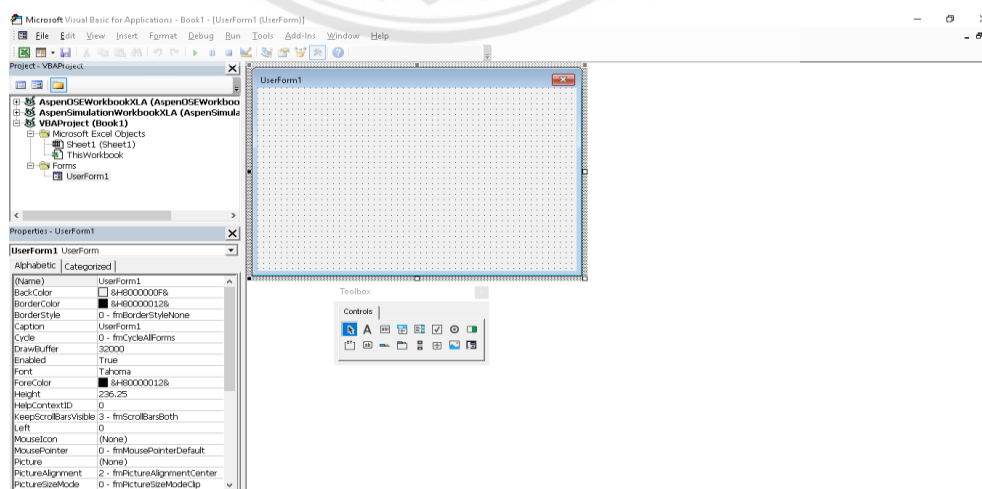 Microsoft Visual Basic for Applications - Book1 - [UserForm1 (UserForm)]
File Edit View Insert Format Debug Run Tools Add-Ins Window Help
Project - VBAProject
AspenOSEWorkbookXLA (AspenOSEWorkboo
AspenSimulationWorkbookXLA (AspenSimula
VBAProject (Book1)
Microsoft Excel Objects
Sheet1 (Sheet1)
ThisWorkbook
Forms
UserForm1
Properties - UserForm1
UserForm1 UserForm
Alphabetic Categorized
(Name) UserForm1
BackColor &H8000000F&
BorderColor &H80000012&
BorderStyle 0 - fmBorderStyleNone
Caption UserForm1
Cycle 0 - fmCycleAllForms
DrawBuffer 32000
Enabled True
Font Tahoma
ForeColor &H80000012&
Height 236.25
HelpContextID 0
KeepScrollBarsVisible 3 - fmScrollBarsBoth
Left 0
MouseIcon (None)
MousePointer 0 - fmMousePointerDefault
Picture (None)
PictureAlignment 2 - fmPictureAlignmentCenter
PictureSizeMode 0 - fmPictureSizeModeClip
UserForm1
Toolbox
Controls